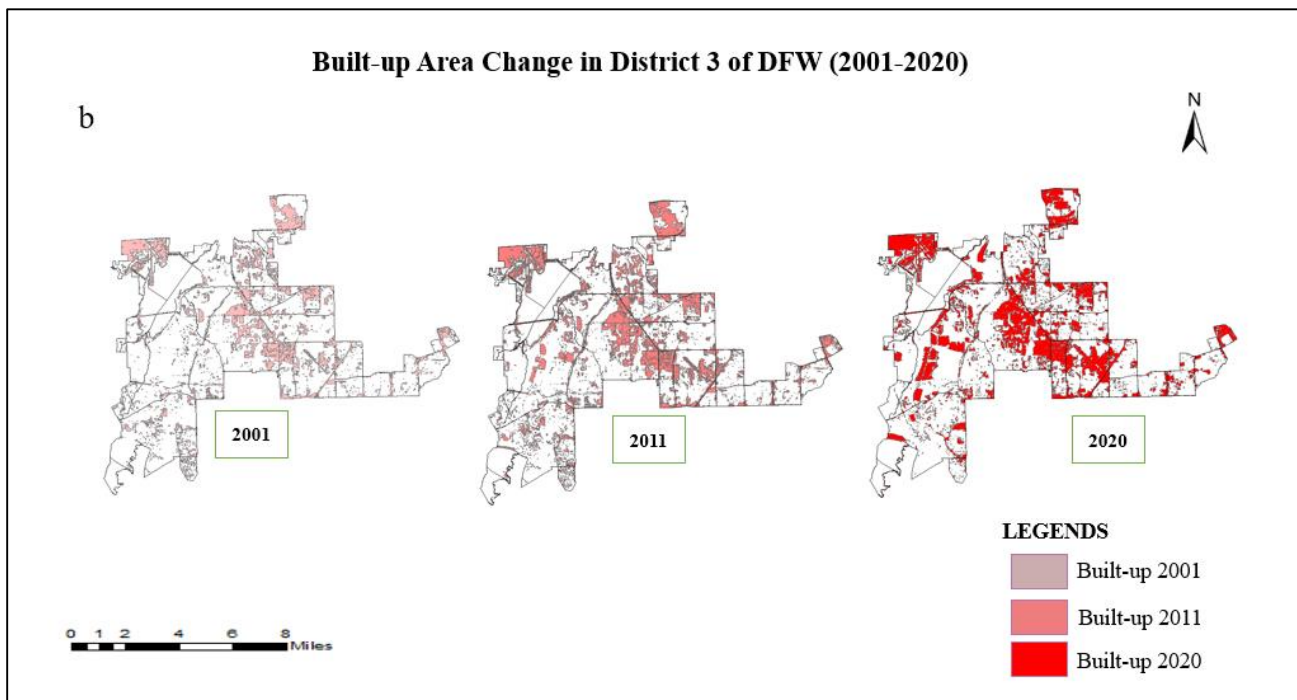 Built-up Area Change in District 3 of DFW (2001-2020)
b
N
2001
2011
2020
LEGENDS
Built-up 2001
Built-up 2011
Built-up 2020
0 1 2 4 6 8
Miles